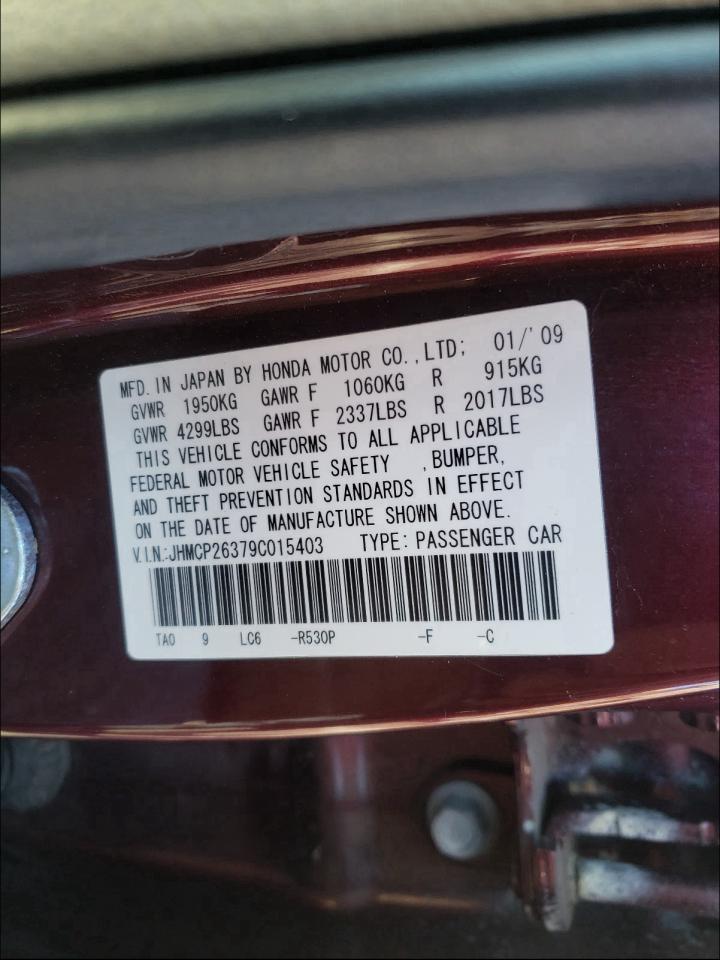 MFD. IN JAPAN BY HONDA MOTOR CO.,LTD; 01/'09
GVWR 1950KG GAWR F 1060KG R 915KG
GVWR 4299LBS GAWR F 2337LBS R 2017LBS
THIS VEHICLE CONFORMS TO ALL APPLICABLE
FEDERAL MOTOR VEHICLE SAFETY ,BUMPER,
AND THEFT PREVENTION STANDARDS IN EFFECT
ON THE DATE OF MANUFACTURE SHOWN ABOVE.
V.I.N.:JHMCP26379C015403 TYPE: PASSENGER CAR
TA0 9 LC6 -R530P -F -C